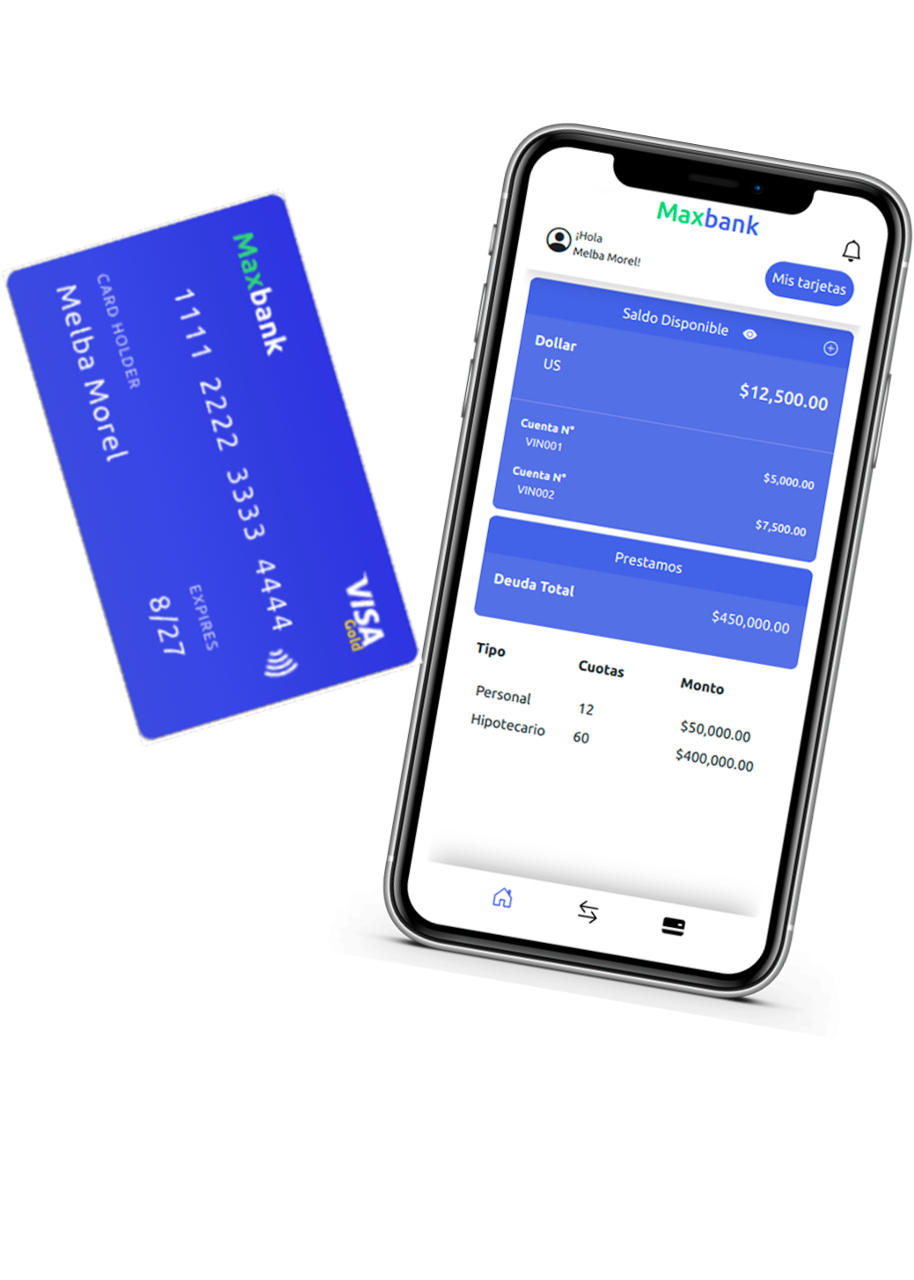 Maxbank
1111 2222 3333 4444
CARD HOLDER
Melba Morel
EXPIRES
8/27
VISA
Gold
Maxbank
¡Hola
Melba Morel!
Mis tarjetas
Saldo Disponible
Dollar
US
$12,500.00
Cuenta N°
VIN001
$5,000.00
Cuenta N°
VIN002
$7,500.00
Prestamos
Deuda Total
$450,000.00
Tipo Cuotas Monto
Personal 12 $50,000.00
Hipotecario 60 $400,000.00